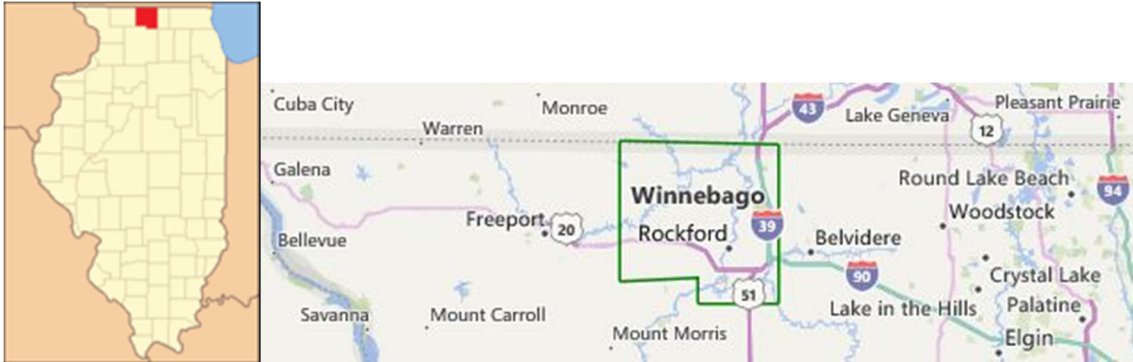 Cuba City
Monroe
43
Pleasant Prairie
Lake Geneva
12
Warren
Galena
Round Lake Beach
94
Winnebago
Woodstock
Freeport
20
Rockford
39
Belvidere
Bellevue
90
Crystal Lake
51
Lake in the Hills
Palatine
Savanna
Mount Carroll
Mount Morris
Elgin